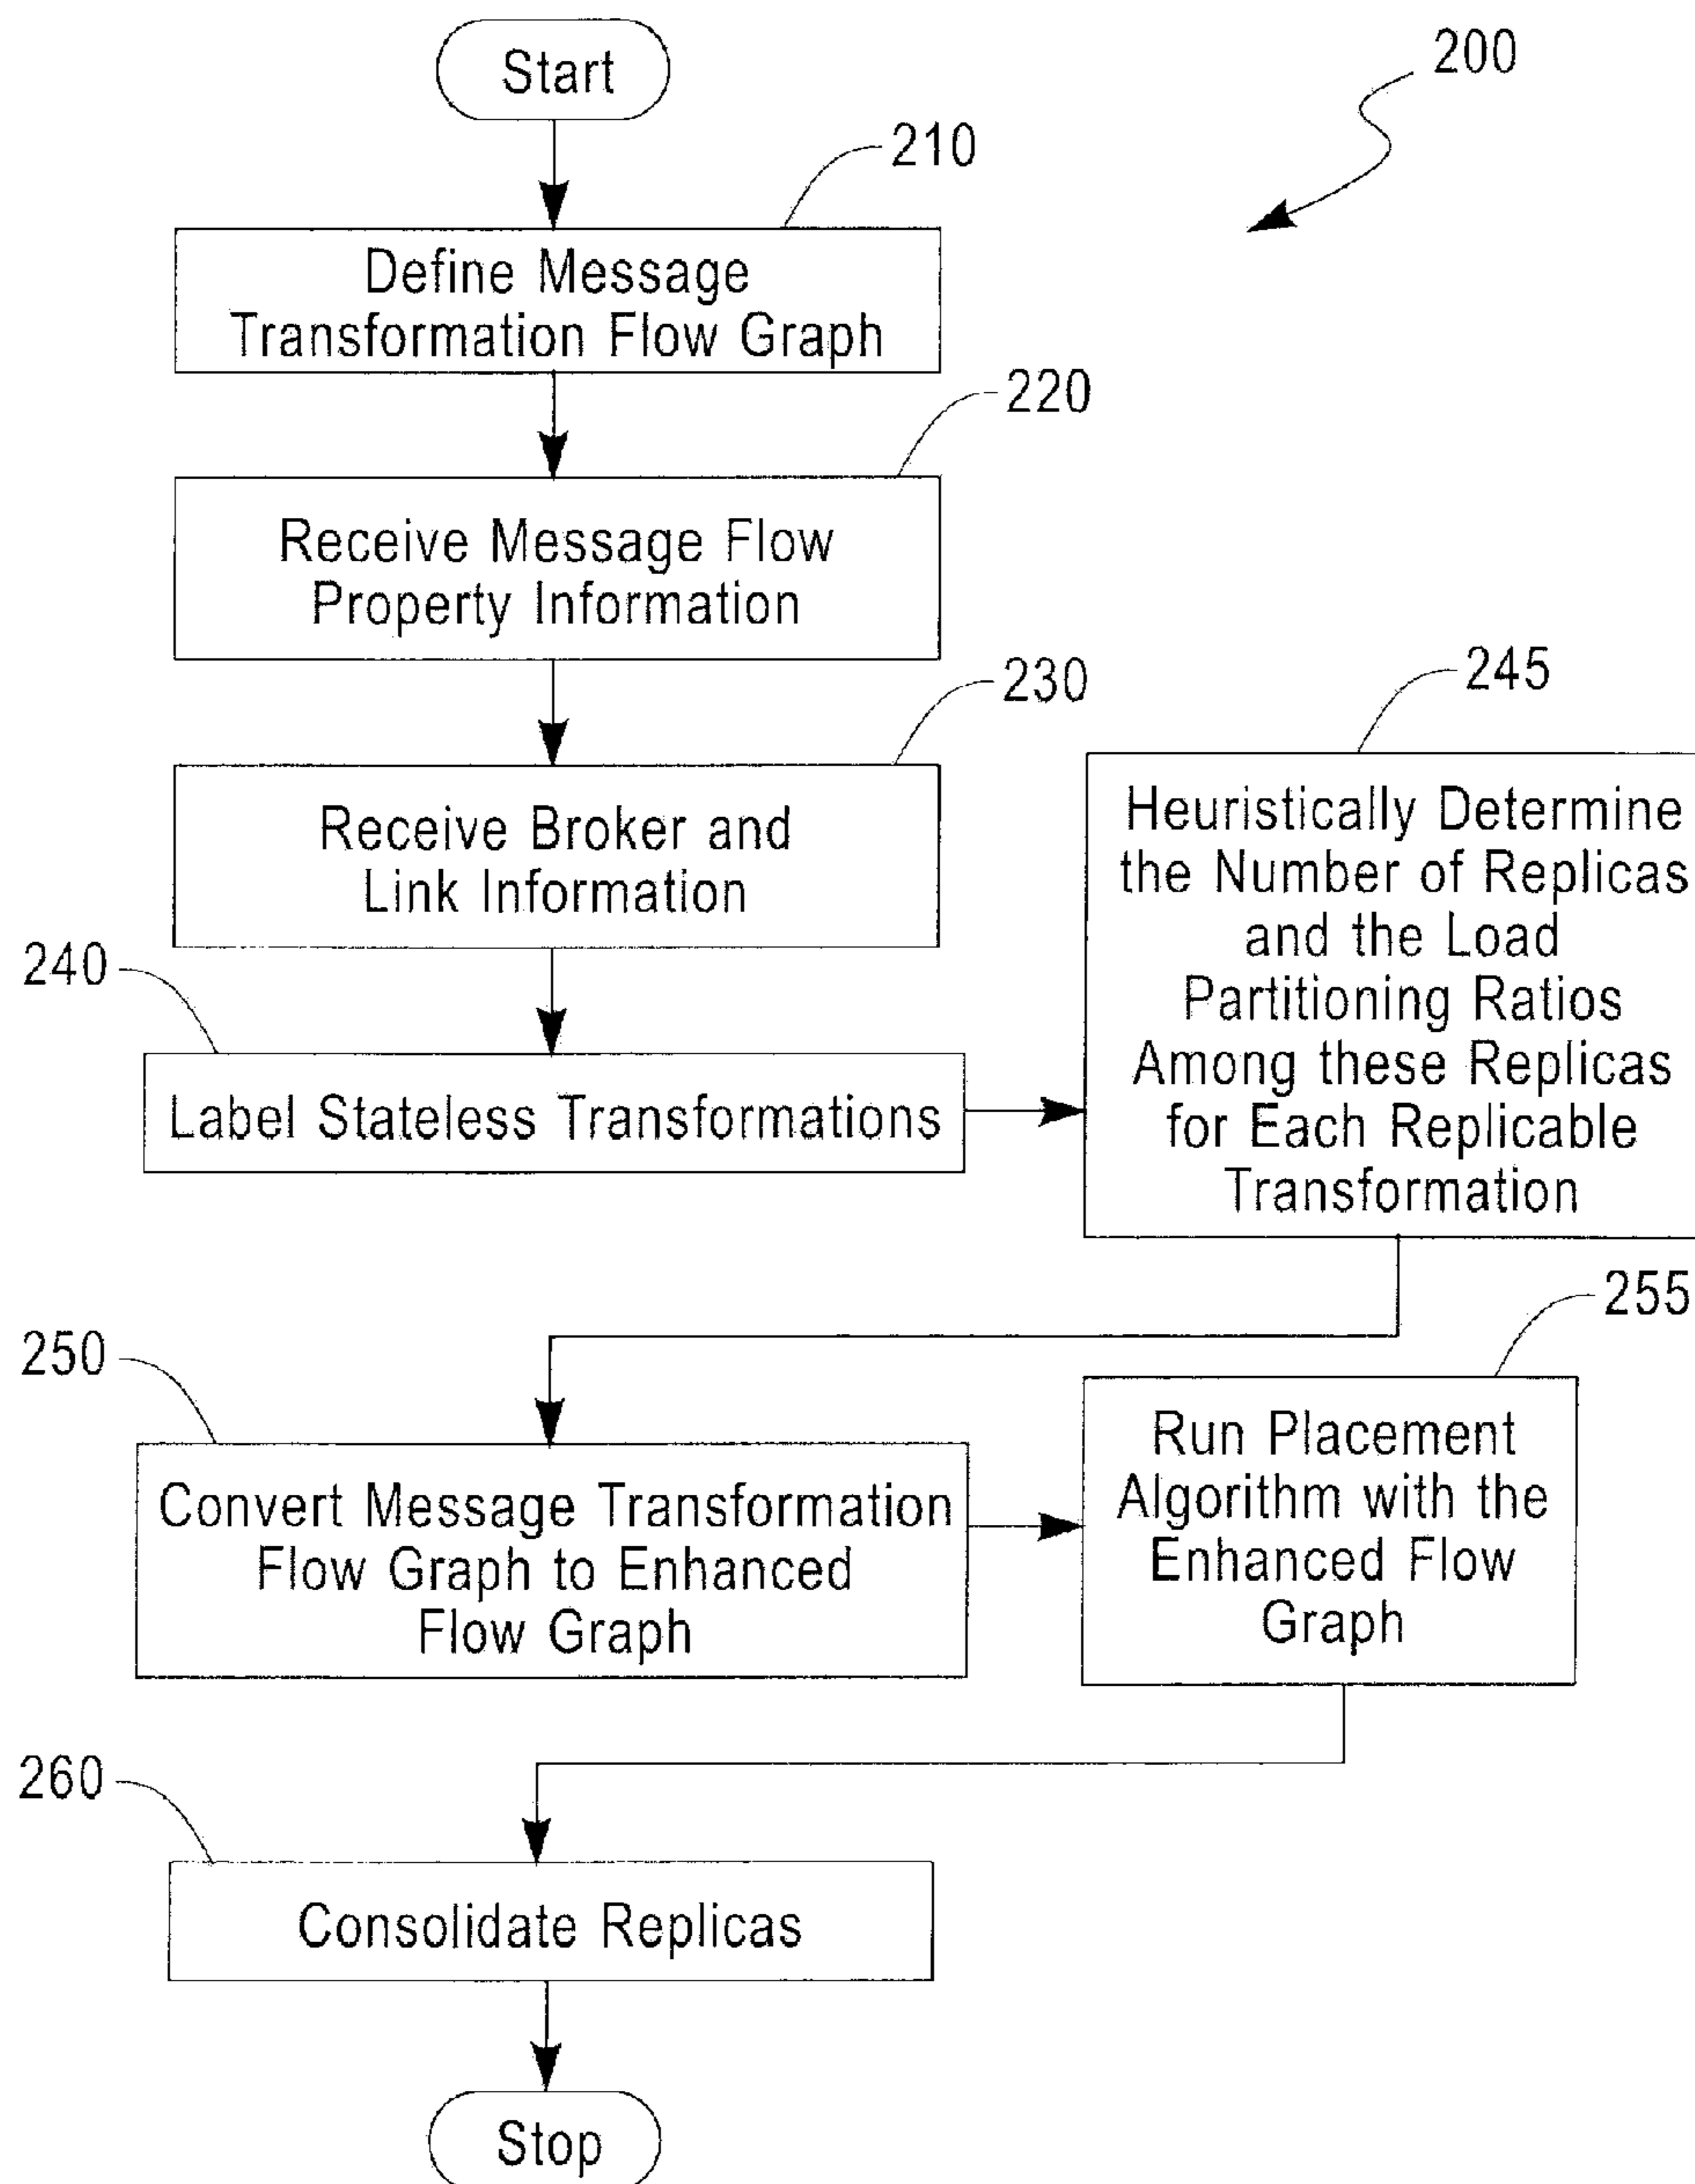 Start
200
210
Define Message
Transformation Flow Graph
220
Receive Message Flow
Property Information
230
Receive Broker and
Link Information
240
Label Stateless Transformations
245
Heuristically Determine
the Number of Replicas
and the Load
Partitioning Ratios
Among these Replicas
for Each Replicable
Transformation
250
Convert Message Transformation
Flow Graph to Enhanced
Flow Graph
255
Run Placement
Algorithm with the
Enhanced Flow
Graph
260
Consolidate Replicas
Stop